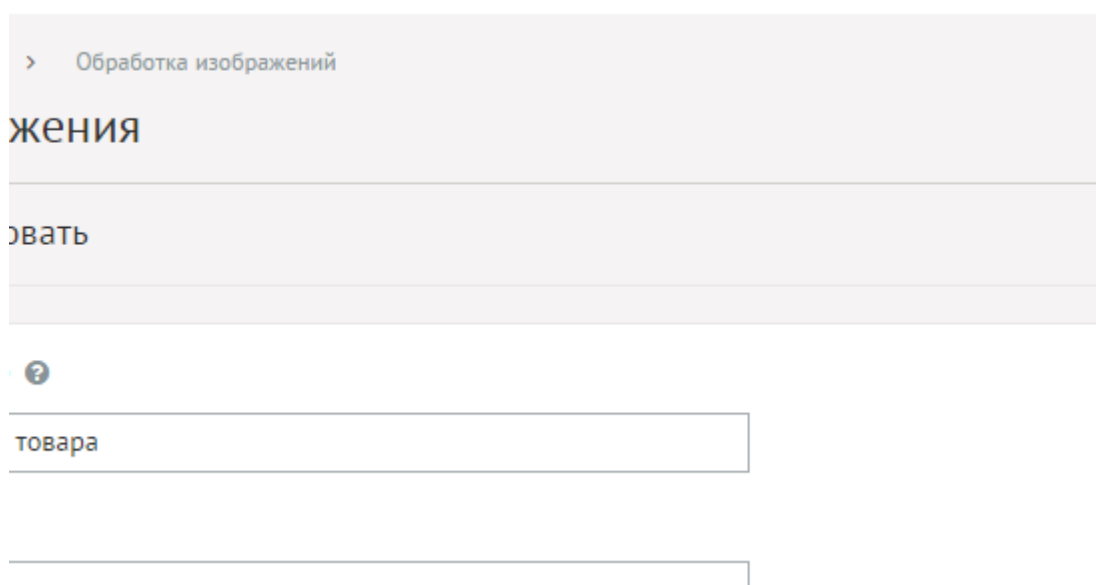 > Обработка изображений
жения
овать
товара